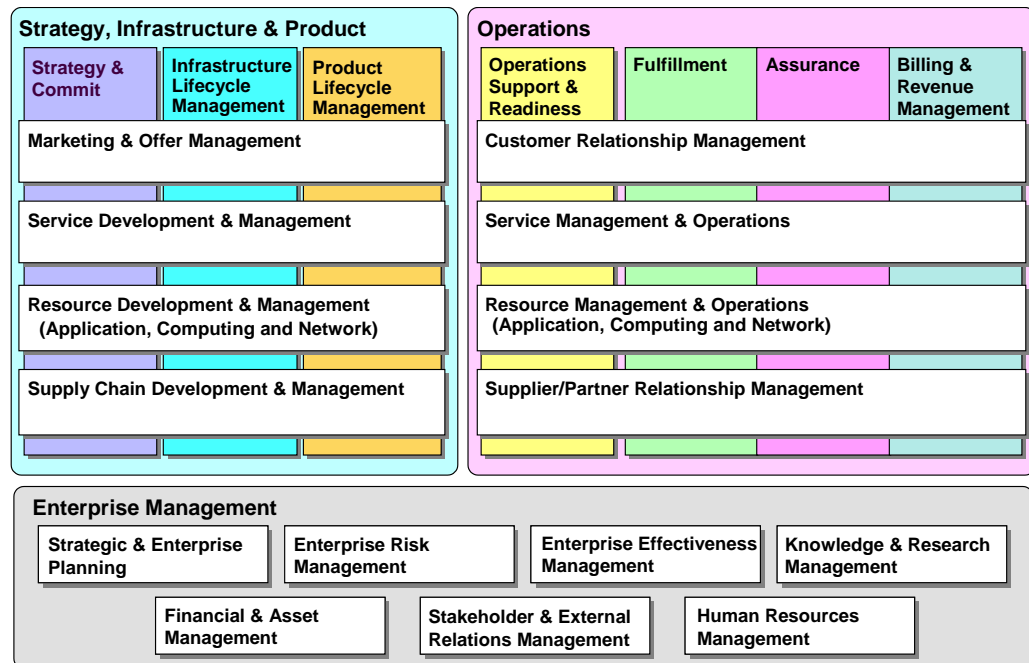 Strategy, Infrastructure & Product
Strategy &
Commit
Infrastructure
Lifecycle
Management
Product
Lifecycle
Management
Marketing & Offer Management
Service Development & Management
Resource Development & Management
(Application, Computing and Network)
Supply Chain Development & Management
Operations
Operations
Support &
Readiness
Fulfillment
Assurance
Billing &
Revenue
Management
Customer Relationship Management
Service Management & Operations
Resource Management & Operations
(Application, Computing and Network)
Supplier/Partner Relationship Management
Enterprise Management
Strategic & Enterprise
Planning
Enterprise Risk
Management
Enterprise Effectiveness
Management
Knowledge & Research
Management
Financial & Asset
Management
Stakeholder & External
Relations Management
Human Resources
Management